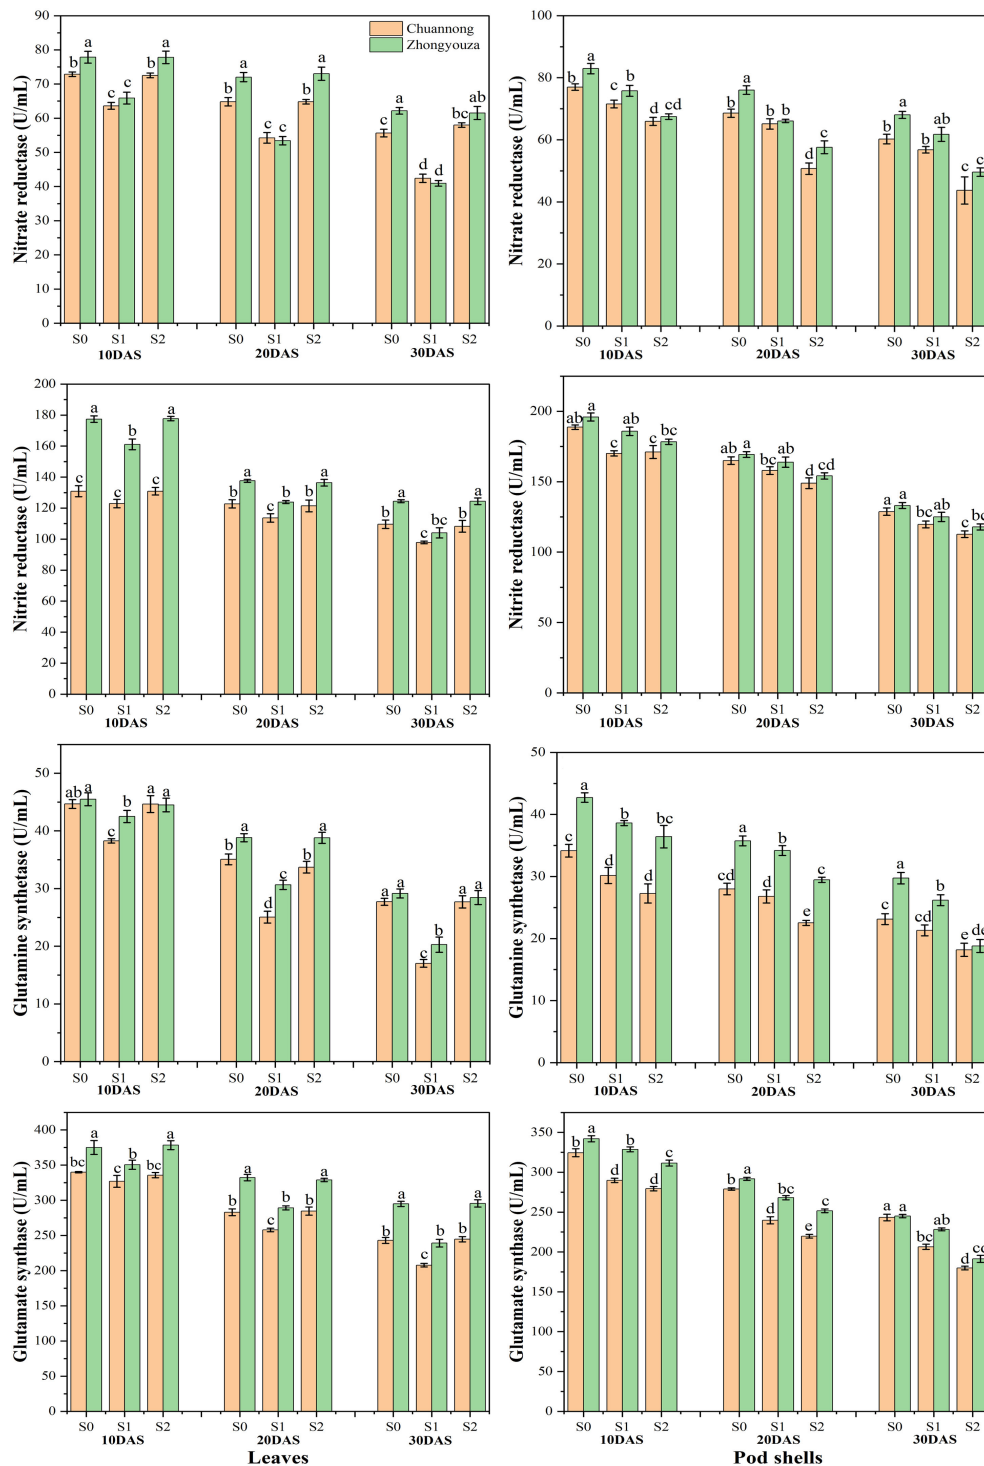 Chuannong
Zhongyouza
Nitrate reductase (U/mL)
90
80
70
60
50
40
30
20
10
0
b a c c b a b a c c b a c a d d bc ab
S0 S1 S2 S0 S1 S2 S0 S1 S2
10DAS 20DAS 30DAS
Nitrate reductase (U/mL)
100
80
60
40
20
0
b a c b d cd b a b b d c b a b ab c c
S0 S1 S2 S0 S1 S2 S0 S1 S2
10DAS 20DAS 30DAS
Nitrite reductase (U/mL)
200
180
160
140
120
100
80
60
40
20
0
c a c b c a b a c b b a b a c bc b a
S0 S1 S2 S0 S1 S2 S0 S1 S2
10DAS 20DAS 30DAS
Nitrite reductase (U/mL)
200
150
100
50
0
ab a c ab c bc ab a bc ab d cd a a bc ab c bc
S0 S1 S2 S0 S1 S2 S0 S1 S2
10DAS 20DAS 30DAS
Glutamine synthetase (U/mL)
50
40
30
20
10
0
ab a c b a a b a d c b a a a c b a a
S0 S1 S2 S0 S1 S2 S0 S1 S2
10DAS 20DAS 30DAS
Glutamine synthetase (U/mL)
50
40
30
20
10
0
c a d b d bc cd a d b e c c a cd b e de
S0 S1 S2 S0 S1 S2 S0 S1 S2
10DAS 20DAS 30DAS
Glutamate synthase (U/mL)
400
350
300
250
200
150
100
50
0
bc a c b bc a b a c b b a b a c b b a
S0 S1 S2 S0 S1 S2 S0 S1 S2
10DAS 20DAS 30DAS
Leaves
Glutamate synthase (U/mL)
350
300
250
200
150
100
50
0
b a d b d c b a d bc e c a a bc ab d cd
S0 S1 S2 S0 S1 S2 S0 S1 S2
10DAS 20DAS 30DAS
Pod shells